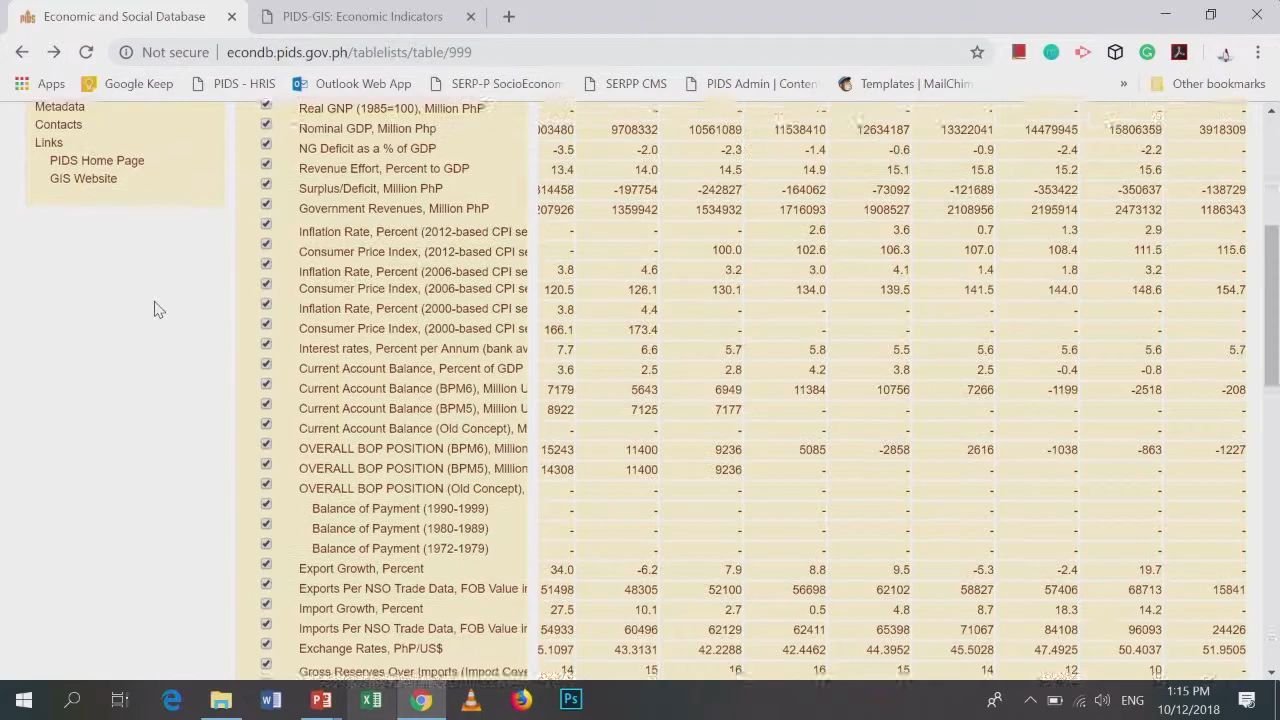 Economic and Social Database
PIDS-GIS: Economic Indicators
Not secure
econdb.pids.gov.ph/tablelists/table/999
Apps
Google Keep
PIDS - HRIS
Outlook Web App
SERP-P SocioEconom
SERPP CMS
PIDS Admin | Conten
Templates | MailChim
»
Other bookmarks
Metadata
Contacts
Links
PIDS Home Page
GIS Website
Real GNP (1985=100), Million PhP - - - - - - - - -
Nominal GDP, Million Php 003480 9708332 10561089 11538410 12634187 13322041 14479945 15806359 3918309
NG Deficit as a % of GDP -3.5 -2.0 -2.3 -1.4 -0.6 -0.9 -2.4 -2.2 -
Revenue Effort, Percent to GDP 13.4 14.0 14.5 14.9 15.1 15.8 15.2 15.6 -
Surplus/Deficit, Million PhP 314458 -197754 -242827 -164062 -73092 -121689 -353422 -350637 -138729
Government Revenues, Million PhP 207926 1359942 1534932 1716093 1908527 2108956 2195914 2473132 1186343
Inflation Rate, Percent (2012-based CPI se - - - 2.6 3.6 0.7 1.3 2.9 -
Consumer Price Index, (2012-based CPI se - - 100.0 102.6 106.3 107.0 108.4 111.5 115.6
Inflation Rate, Percent (2006-based CPI se 3.8 4.6 3.2 3.0 4.1 1.4 1.8 3.2 -
Consumer Price Index, (2006-based CPI se 120.5 126.1 130.1 134.0 139.5 141.5 144.0 148.6 154.7
Inflation Rate, Percent (2000-based CPI se 3.8 4.4 - - - - - - -
Consumer Price Index, (2000-based CPI se 166.1 173.4 - - - - - - -
Interest rates, Percent per Annum (bank av 7.7 6.6 5.7 5.8 5.5 5.6 5.6 5.6 5.7
Current Account Balance, Percent of GDP 3.6 2.5 2.8 4.2 3.8 2.5 -0.4 -0.8 -
Current Account Balance (BPM6), Million U 7179 5643 6949 11384 10756 7266 -1199 -2518 -208
Current Account Balance (BPM5), Million U 8922 7125 7177 - - - - - -
Current Account Balance (Old Concept), M - - - - - - - - -
OVERALL BOP POSITION (BPM6), Million 15243 11400 9236 5085 -2858 2616 -1038 -863 -1227
OVERALL BOP POSITION (BPM5), Million 14308 11400 9236 - - - - - -
OVERALL BOP POSITION (Old Concept), - - - - - - - - -
Balance of Payment (1990-1999) - - - - - - - - -
Balance of Payment (1980-1989) - - - - - - - - -
Balance of Payment (1972-1979) - - - - - - - - -
Export Growth, Percent 34.0 -6.2 7.9 8.8 9.5 -5.3 -2.4 19.7 -
Exports Per NSO Trade Data, FOB Value in 51498 48305 52100 56698 62102 58827 57406 68713 15841
Import Growth, Percent 27.5 10.1 2.7 0.5 4.8 8.7 18.3 14.2 -
Imports Per NSO Trade Data, FOB Value in 54933 60496 62129 62411 65398 71067 84108 96093 24426
Exchange Rates, PhP/US$ 5.1097 43.3131 42.2288 42.4462 44.3952 45.5028 47.4925 50.4037 51.9505
Gross Reserves Over Imports (Import Cove 14 15 16 16 15 14 12 10 -
ENG
1:15 PM
10/12/2018